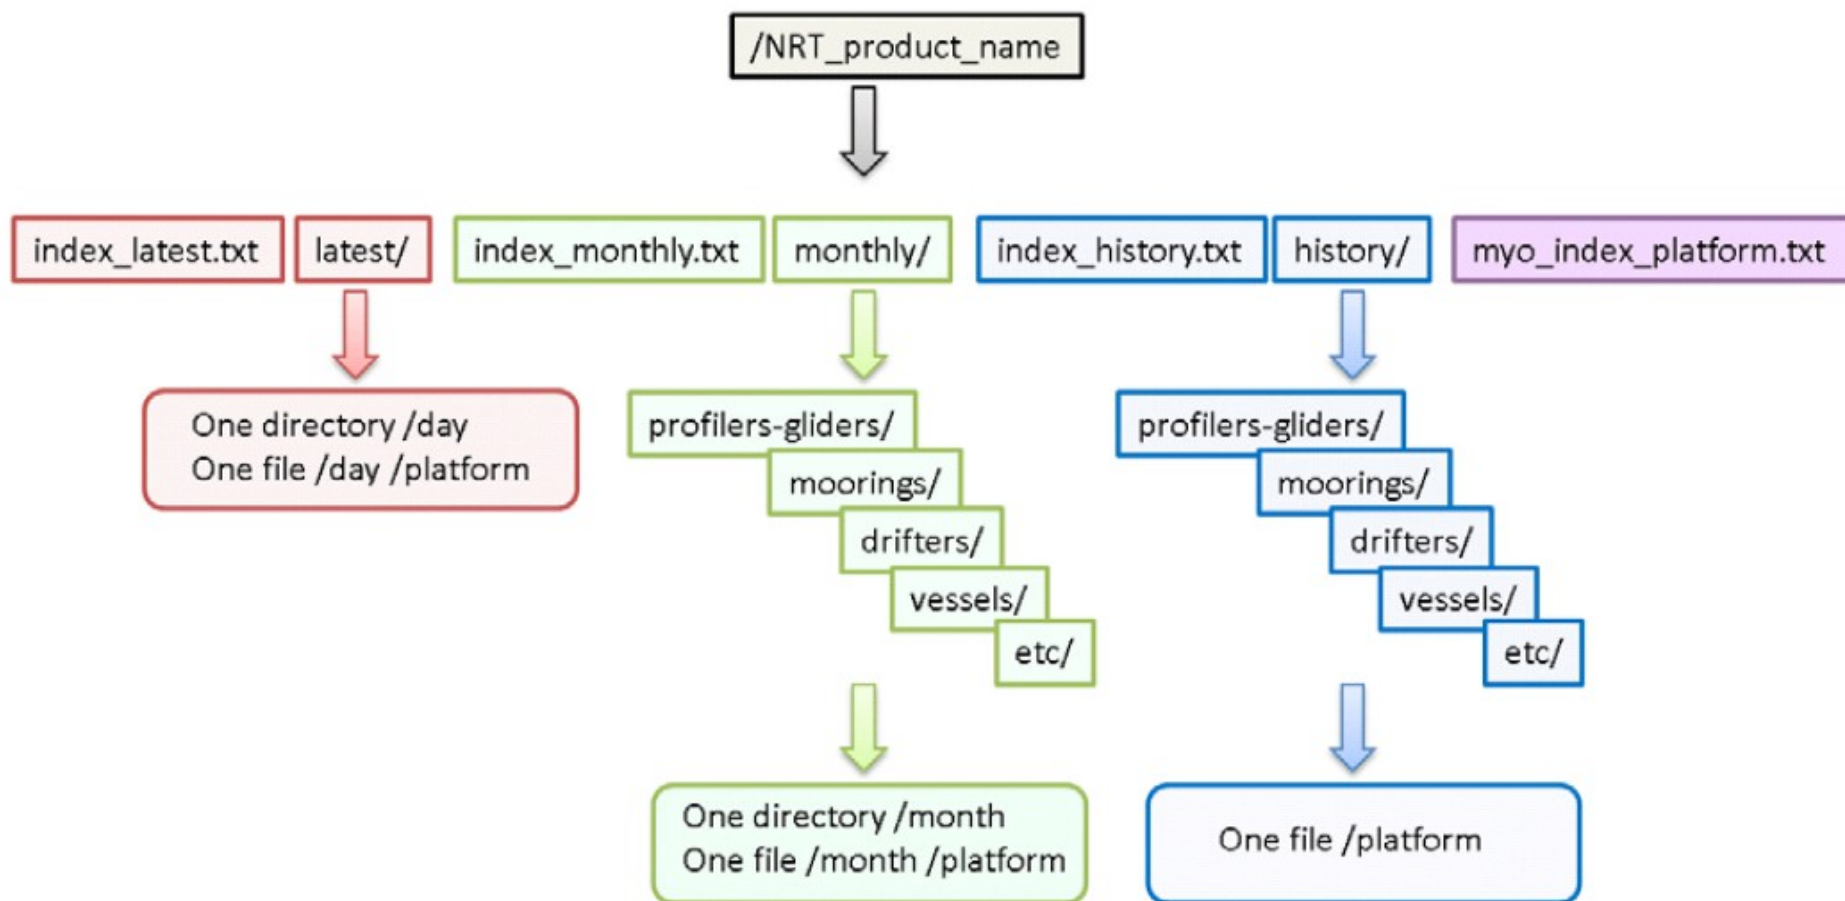 /NRT_product_name
index_latest.txt
latest/
index_monthly.txt
monthly/
index_history.txt
history/
myo_index_platform.txt
One directory /day
One file /day /platform
profilers-gliders/
moorings/
drifters/
vessels/
etc/
profilers-gliders/
moorings/
drifters/
vessels/
etc/
One directory /month
One file /month /platform
One file /platform